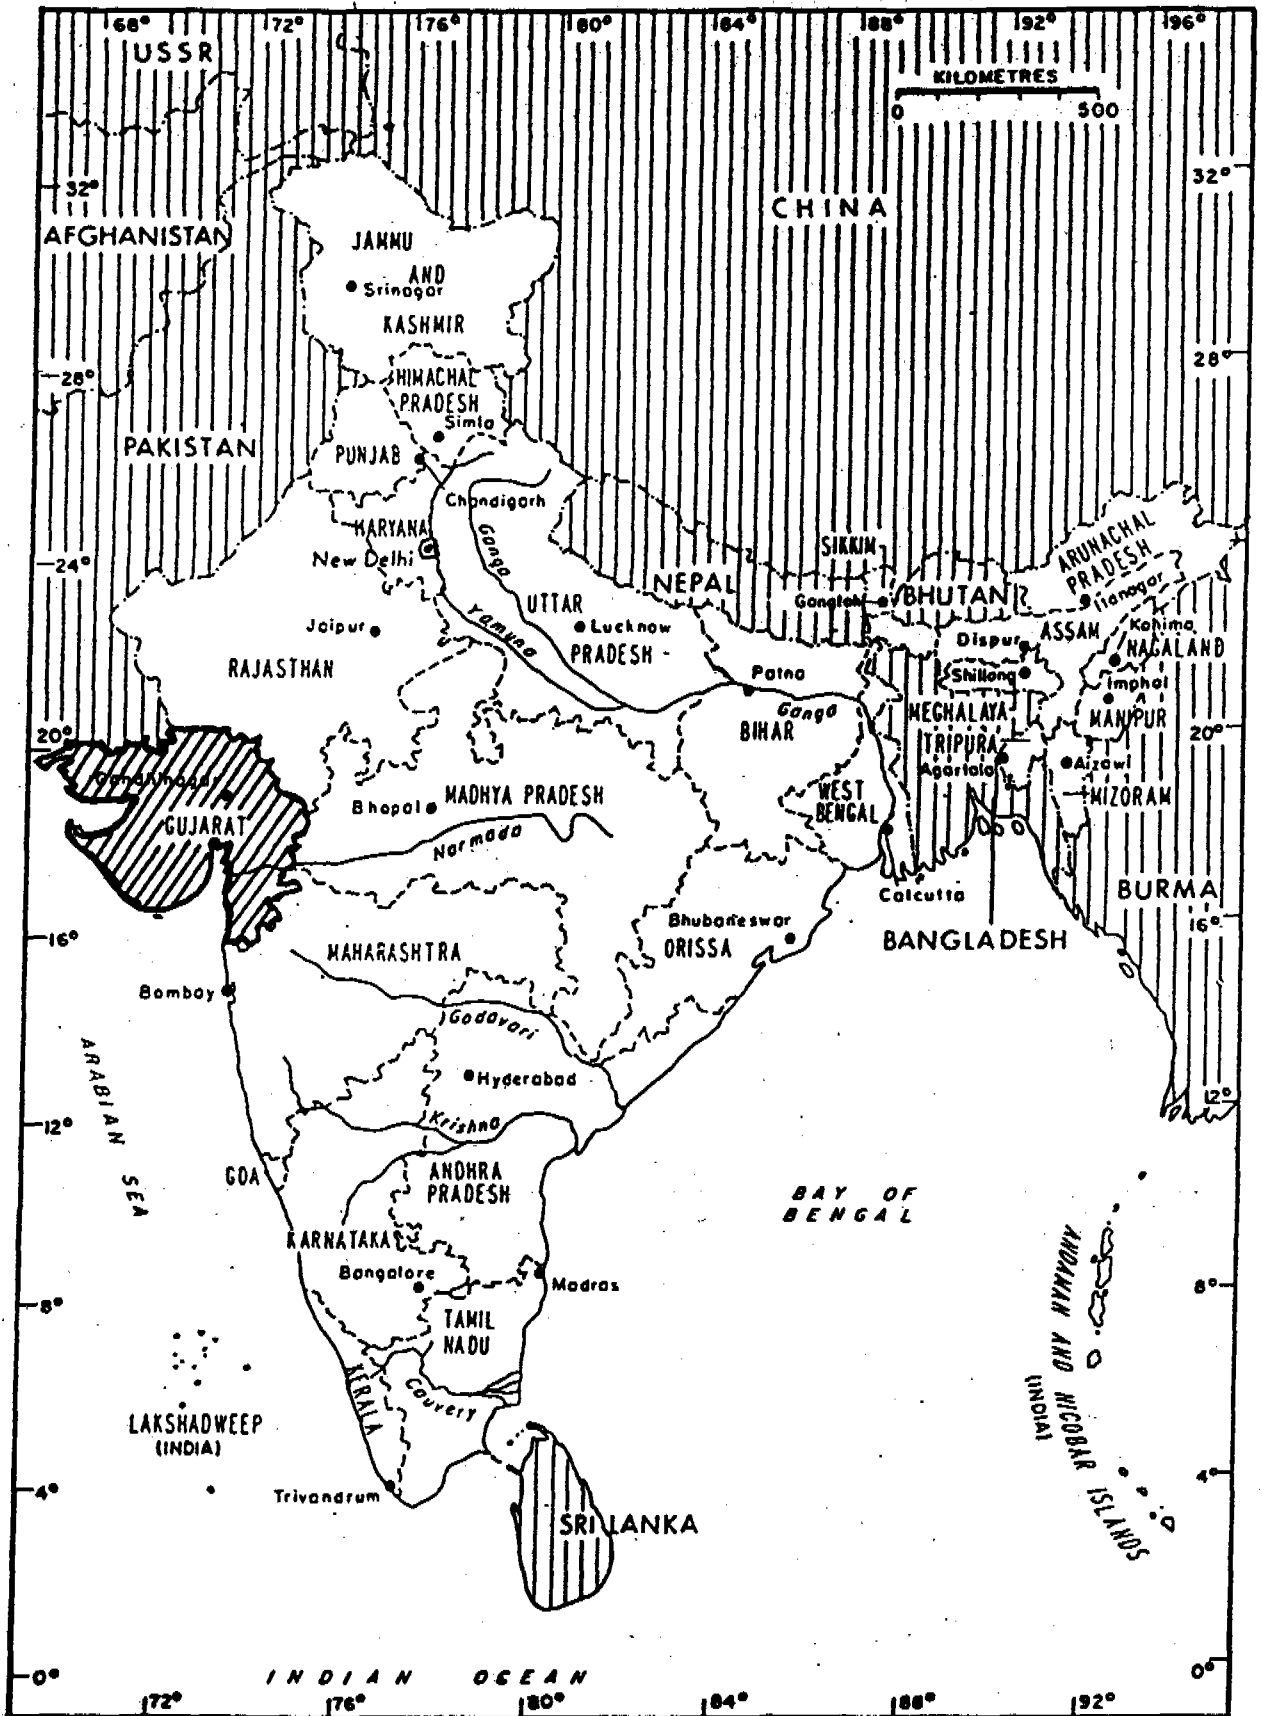 68° 72° 76° 80° 84° 88° 92° 96°
USSR
KILOMETRES
0 500
32° 32°
CHINA
AFGHANISTAN
JAMMU
AND
Srinagar
KASHMIR
28° 28°
HIMACHAL
PRADESH
Simla
PAKISTAN
PUNJAB
Chandigarh
HARYANA
New Delhi
24°
Ganga
SIKKIM
ARUNACHAL
PRADESH
Itanagar
NEPAL
Gangtok
BHUTAN
UTTAR
PRADESH
Lucknow
Yamuna
Jaipur
RAJASTHAN
Dispur
ASSAM
Kohima
NAGALAND
Shillong
Imphal
MANIPUR
Patna
Ganga
BIHAR
MEGHALAYA
TRIPURA
Agartala
Aizawl
MIZORAM
20° 20°
Gandhinagar
GUJARAT
Bhopal
MADHYA PRADESH
Narmada
WEST
BENGAL
Calcutta
BURMA
16° 16°
Bhubaneswar
ORISSA
BANGLADESH
MAHARASHTRA
Bombay
Godavari
ARABIAN SEA
Hyderabad
12° 12°
Krishna
GOA
ANDHRA
PRADESH
BAY OF
BENGAL
KARNATAKA
Bangalore
Madras
8° 8°
TAMIL
NADU
KERALA
Cauvery
ANDAMAN AND NICOBAR ISLANDS
(INDIA)
LAKSHADWEEP
(INDIA)
4° 4°
Trivandrum
SRI LANKA
0° 0°
INDIAN OCEAN
72° 76° 80° 84° 88° 92°